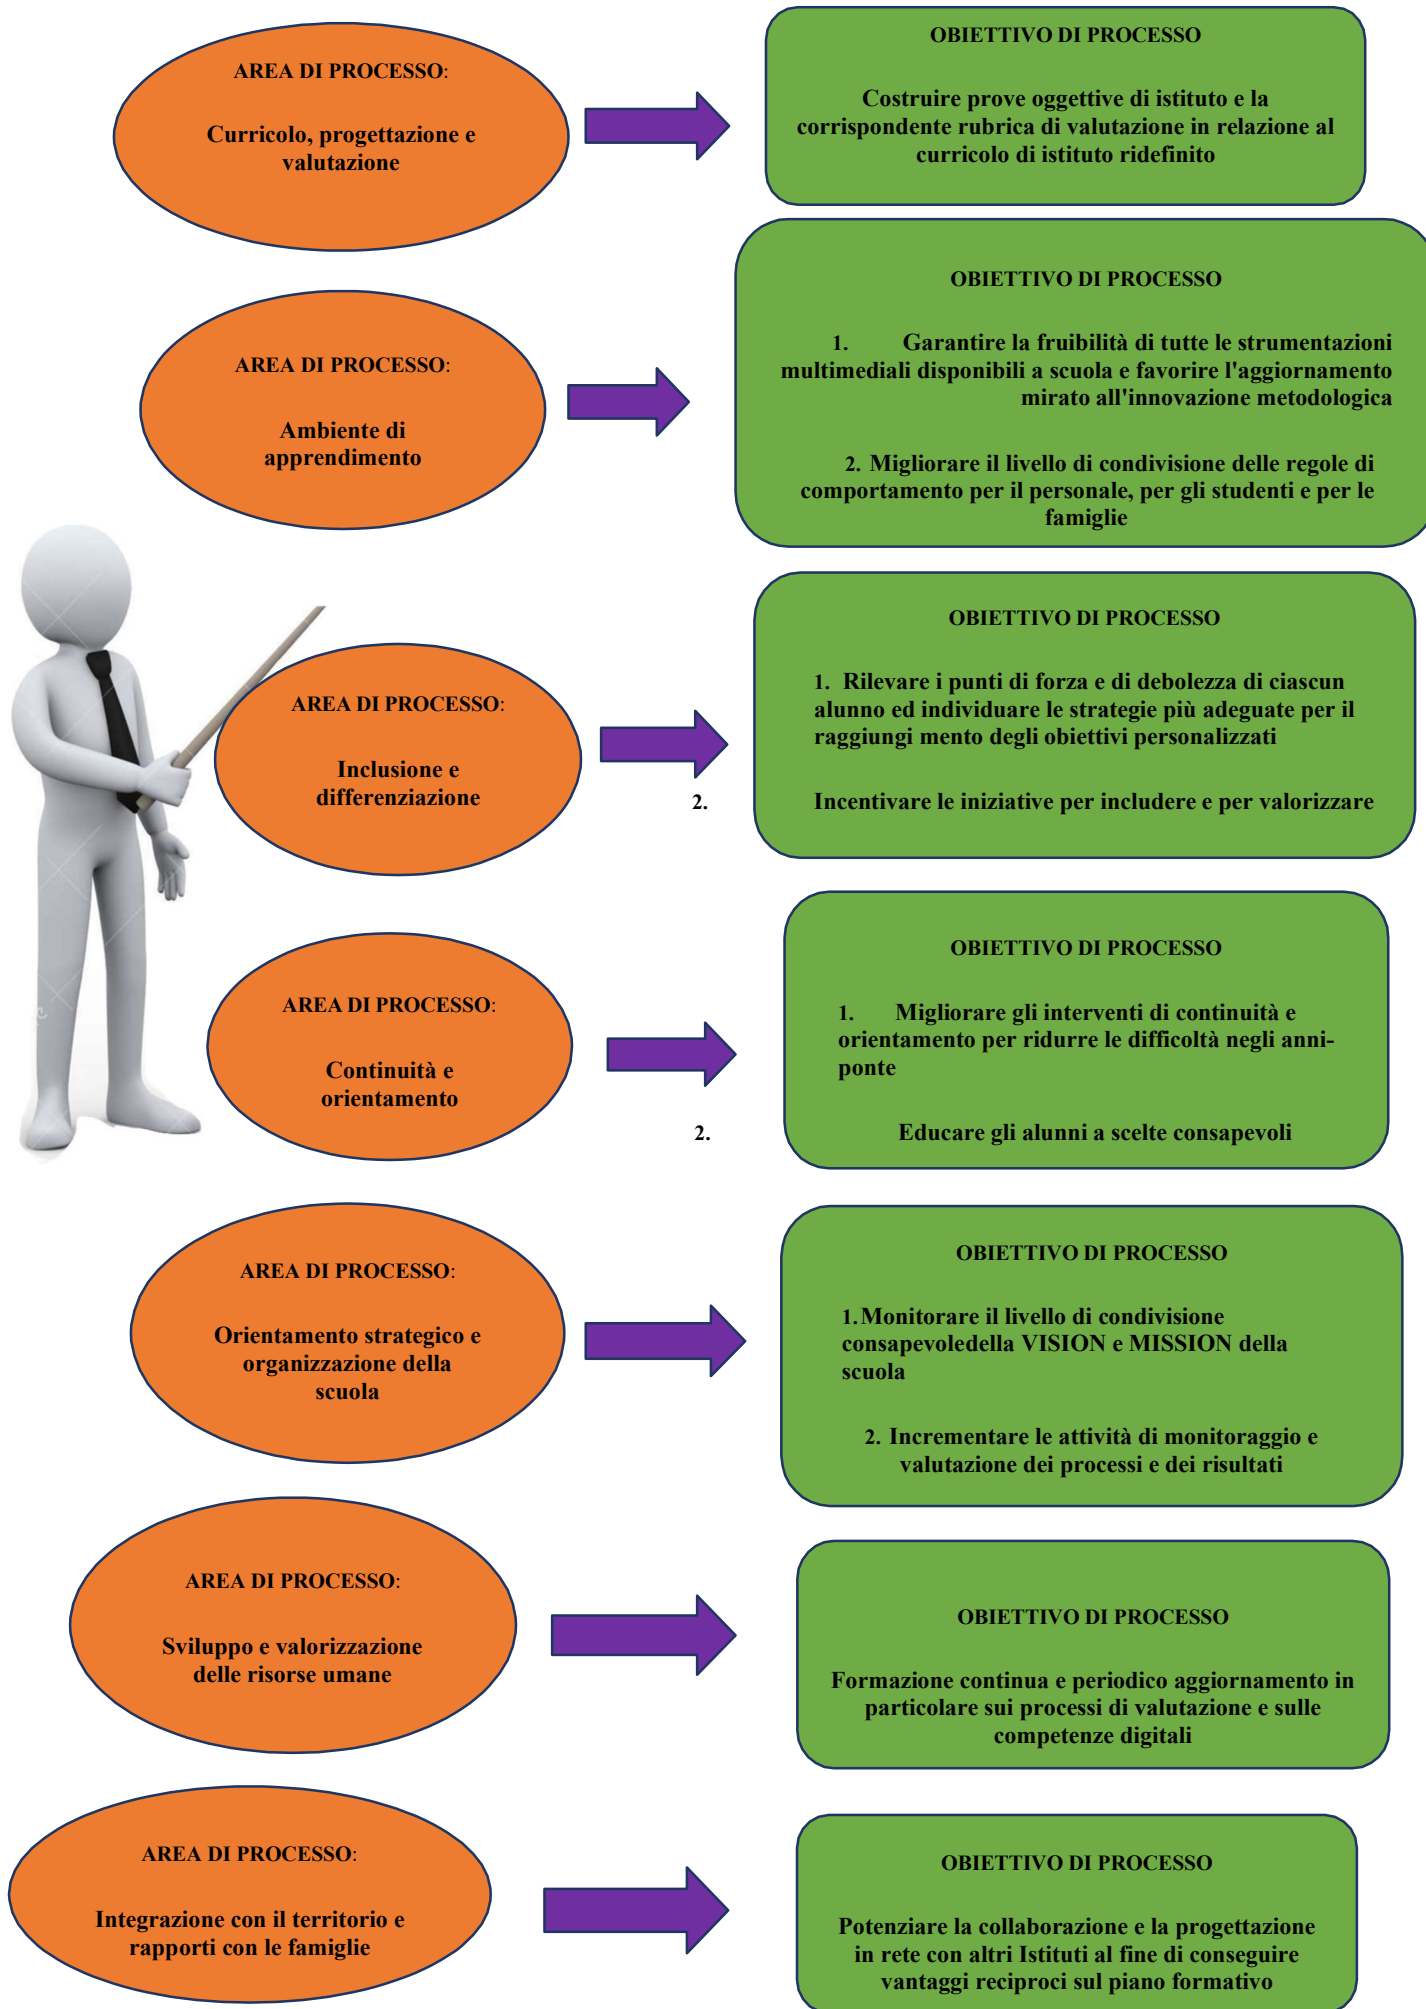 AREA DI PROCESSO:
Curricolo, progettazione e
valutazione
OBIETTIVO DI PROCESSO
Costruire prove oggettive di istituto e la
corrispondente rubrica di valutazione in relazione al
curricolo di istituto ridefinito
AREA DI PROCESSO:
Ambiente di
apprendimento
OBIETTIVO DI PROCESSO
1. Garantire la fruibilità di tutte le strumentazioni
multimediali disponibili a scuola e favorire l'aggiornamento
mirato all'innovazione metodologica
2. Migliorare il livello di condivisione delle regole di
comportamento per il personale, per gli studenti e per le
famiglie
AREA DI PROCESSO:
Inclusione e
differenziazione
OBIETTIVO DI PROCESSO
1. Rilevare i punti di forza e di debolezza di ciascun
alunno ed individuare le strategie più adeguate per il
raggiungi mento degli obiettivi personalizzati
2. Incentivare le iniziative per includere e per valorizzare
AREA DI PROCESSO:
Continuità e
orientamento
OBIETTIVO DI PROCESSO
1. Migliorare gli interventi di continuità e
orientamento per ridurre le difficoltà negli anni-
ponte
2. Educare gli alunni a scelte consapevoli
AREA DI PROCESSO:
Orientamento strategico e
organizzazione della
scuola
OBIETTIVO DI PROCESSO
1.Monitorare il livello di condivisione
consapevoledella VISION e MISSION della
scuola
2. Incrementare le attività di monitoraggio e
valutazione dei processi e dei risultati
AREA DI PROCESSO:
Sviluppo e valorizzazione
delle risorse umane
OBIETTIVO DI PROCESSO
Formazione continua e periodico aggiornamento in
particolare sui processi di valutazione e sulle
competenze digitali
AREA DI PROCESSO:
Integrazione con il territorio e
rapporti con le famiglie
OBIETTIVO DI PROCESSO
Potenziare la collaborazione e la progettazione
in rete con altri Istituti al fine di conseguire
vantaggi reciproci sul piano formativo